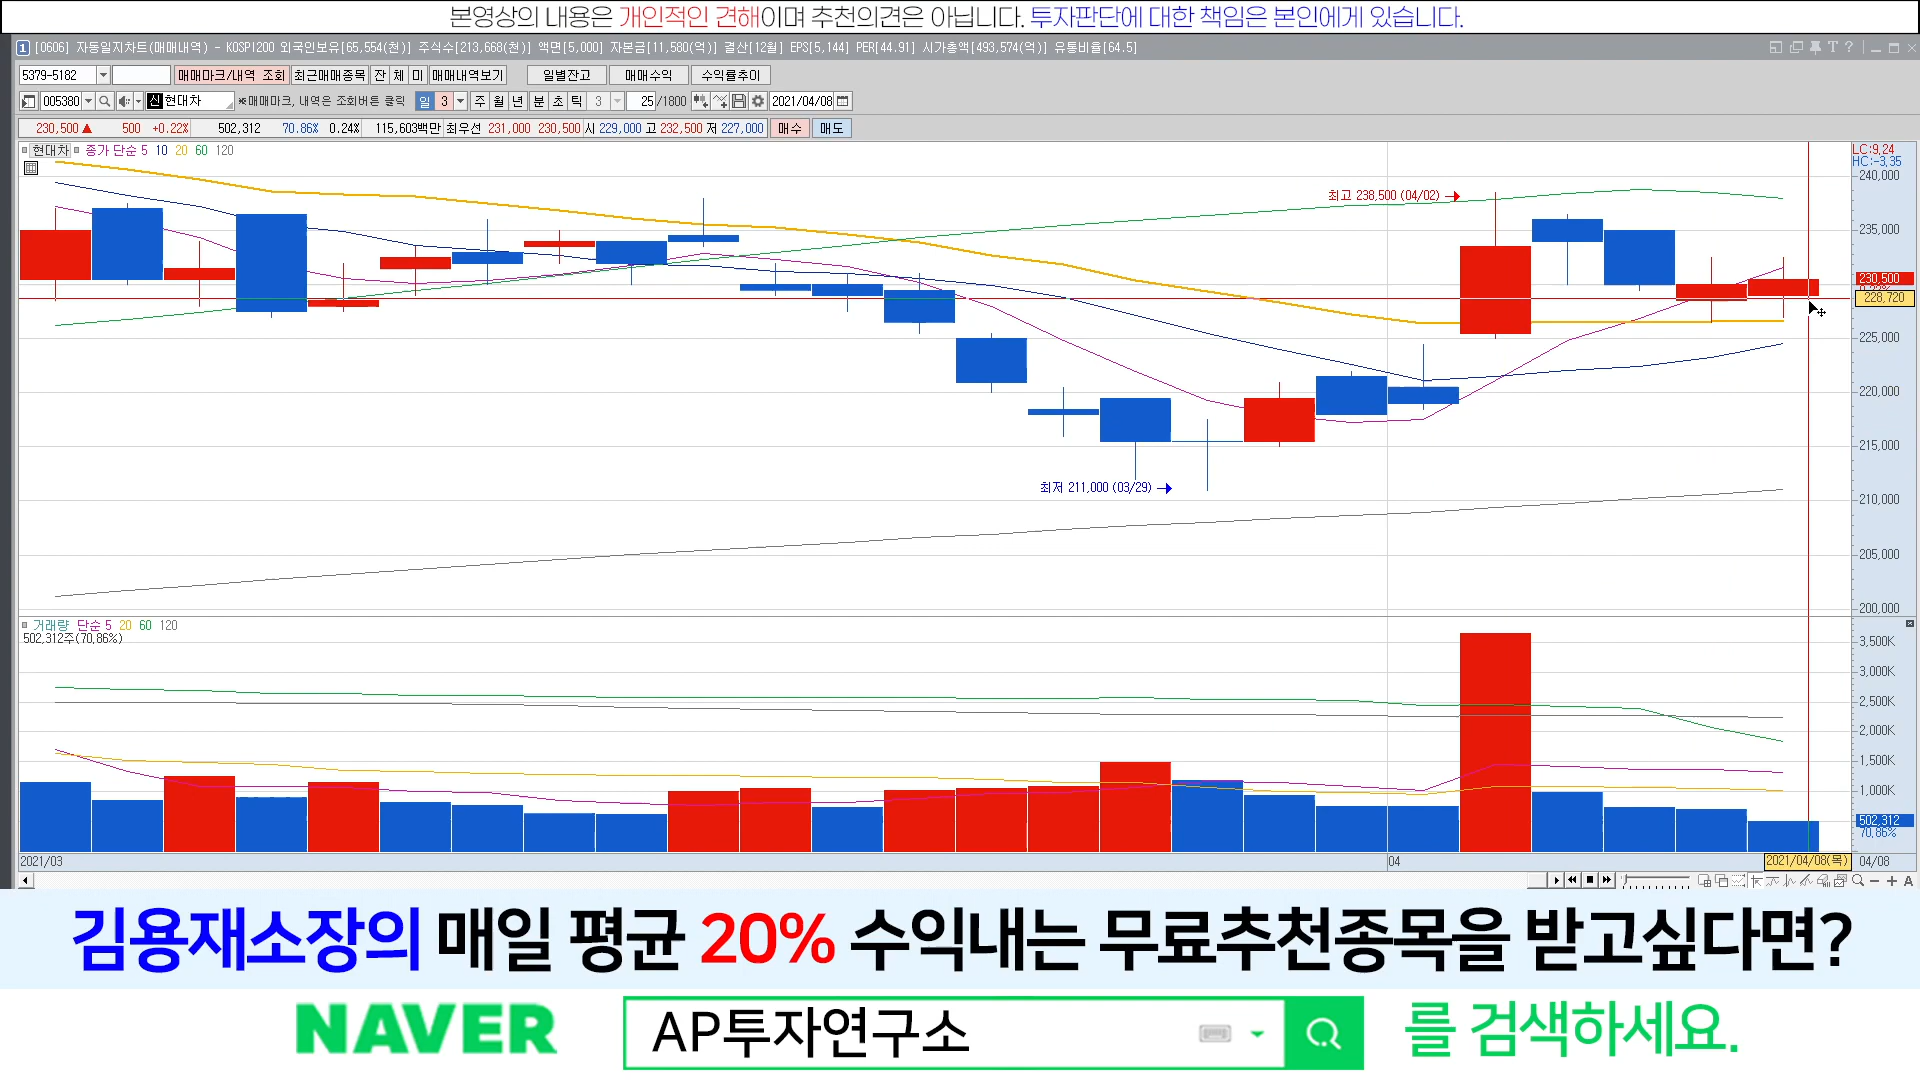 본영상의 내용은 개인적인 견해이며 추천의견은 아닙니다. 투자판단에 대한 책임은 본인에게 있습니다.
1 [0606] 자동일지차트(매매내역) - KOSPI200 외국인보유[65,554(천)] 주식수[213,668(천)] 액면[5,000] 자본금[11,580(억)] 결산[12월] EPS[5,144] PER[44.91] 시가총액[493,574(억)] 유통비율[64.5]
5379-5182 매매마크/내역 조회 최근매매종목 잔 체 미 매매내역보기 일별잔고 매매수익 수익률추이
005380 신 현대차 ※매매마크, 내역은 조회버튼 클릭 일 3 주 월 년 분 초 틱 3 25 /1800 2021/04/08
230,500 ▲ 500 +0.22% 502,312 70.86% 0.24% 115,603백만 최우선 231,000 230,500 시 229,000 고 232,500 저 227,000 매수 매도
현대차 종가 단순 5 10 20 60 120
LC:9.24
HC:-3.35
240,000
최고 238,500 (04/02) →
235,000
230,500
228,720
225,000
220,000
215,000
최저 211,000 (03/29) →
210,000
205,000
200,000
거래량 단순 5 20 60 120
502,312주(70.86%)
3,500K
3,000K
2,500K
2,000K
1,500K
1,000K
502,312
70.86%
2021/03 04 2021/04/08(목) 04/08
김용재소장의 매일 평균 20% 수익내는 무료추천종목을 받고싶다면?
NAVER AP투자연구소 를 검색하세요.